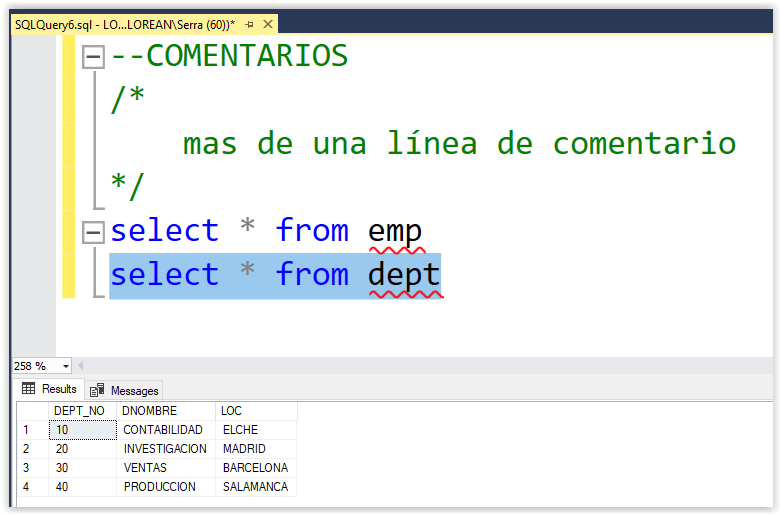 SQLQuery6.sql - LO...LOREAN\Serra (60))*
--COMENTARIOS
/*
mas de una línea de comentario
*/
select * from emp
select * from dept
258 %
Results Messages
DEPT_NO DNOMBRE LOC
1 10 CONTABILIDAD ELCHE
2 20 INVESTIGACION MADRID
3 30 VENTAS BARCELONA
4 40 PRODUCCION SALAMANCA